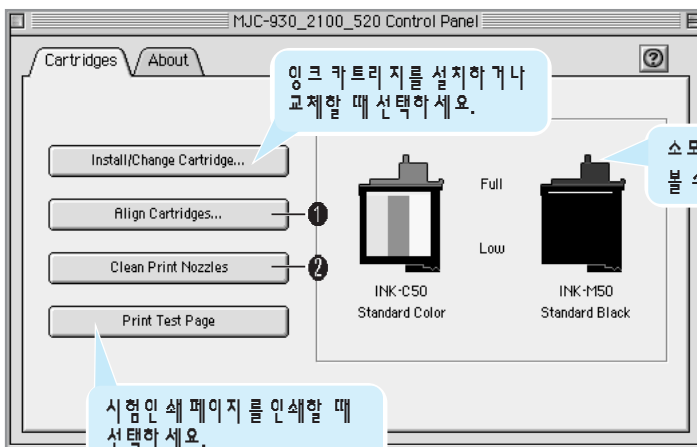 MJC-930_2100_520 Control Panel
Cartridges
About
잉크 카트리지를 설치하거나
교체할 때 선택하세요.
Install/Change Cartridge...
Align Cartridges...
1
Clean Print Nozzles
2
Print Test Page
시험인쇄 페이지를 인쇄할 때
선택하세요.
Full
Low
INK-C50
Standard Color
INK-M50
Standard Black
볼
?